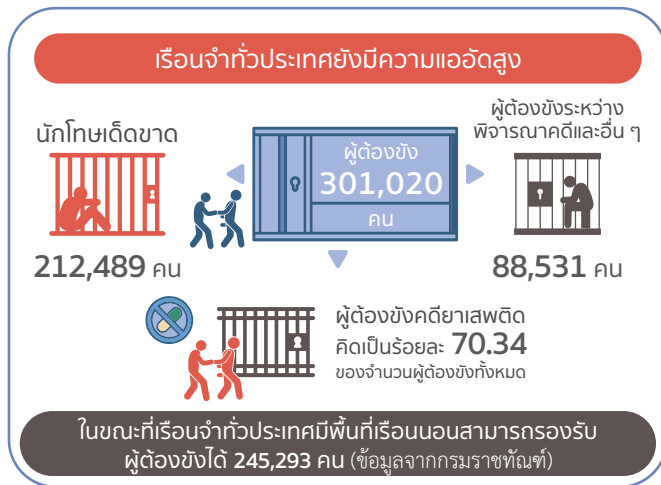 เรือนจำทั่วประเทศยังมีความแออัดสูง
นักโทษเด็ดขาด
212,489 คน
ผู้ต้องขัง
301,020
คน
ผู้ต้องขังระหว่าง
พิจารณาคดีและอื่น ๆ
88,531 คน
ผู้ต้องขังคดียาเสพติด
คิดเป็นร้อยละ 70.34
ของจำนวนผู้ต้องขังทั้งหมด
ในขณะที่เรือนจำทั่วประเทศมีพื้นที่เรือนนอนสามารถรองรับ
ผู้ต้องขังได้ 245,293 คน (ข้อมูลจากกรมราชทัณฑ์)